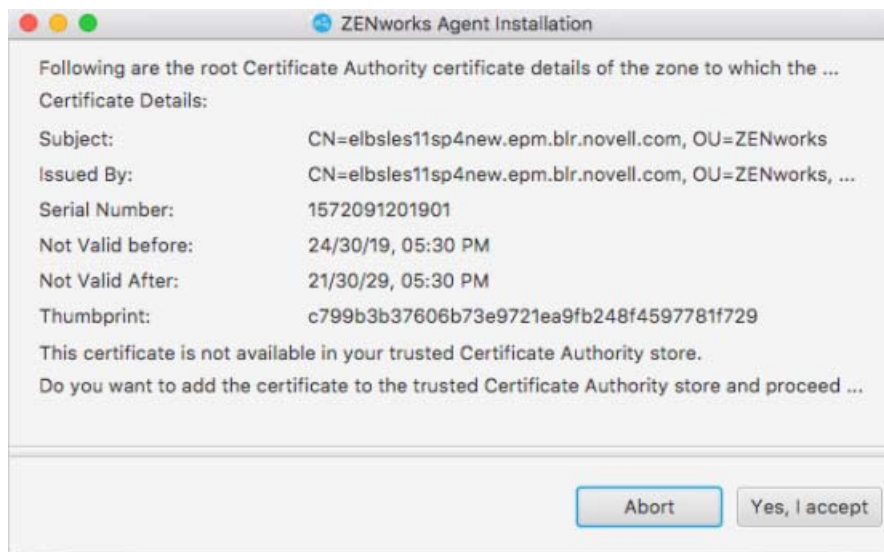 ZENworks Agent Installation
Following are the root Certificate Authority certificate details of the zone to which the ...
Certificate Details:
Subject: CN=elbsles11sp4new.epm.blr.novell.com, OU=ZENworks
Issued By: CN=elbsles11sp4new.epm.blr.novell.com, OU=ZENworks, ...
Serial Number: 1572091201901
Not Valid before: 24/30/19, 05:30 PM
Not Valid After: 21/30/29, 05:30 PM
Thumbprint: c799b3b37606b73e9721ea9fb248f4597781f729
This certificate is not available in your trusted Certificate Authority store.
Do you want to add the certificate to the trusted Certificate Authority store and proceed ...
Abort Yes, I accept